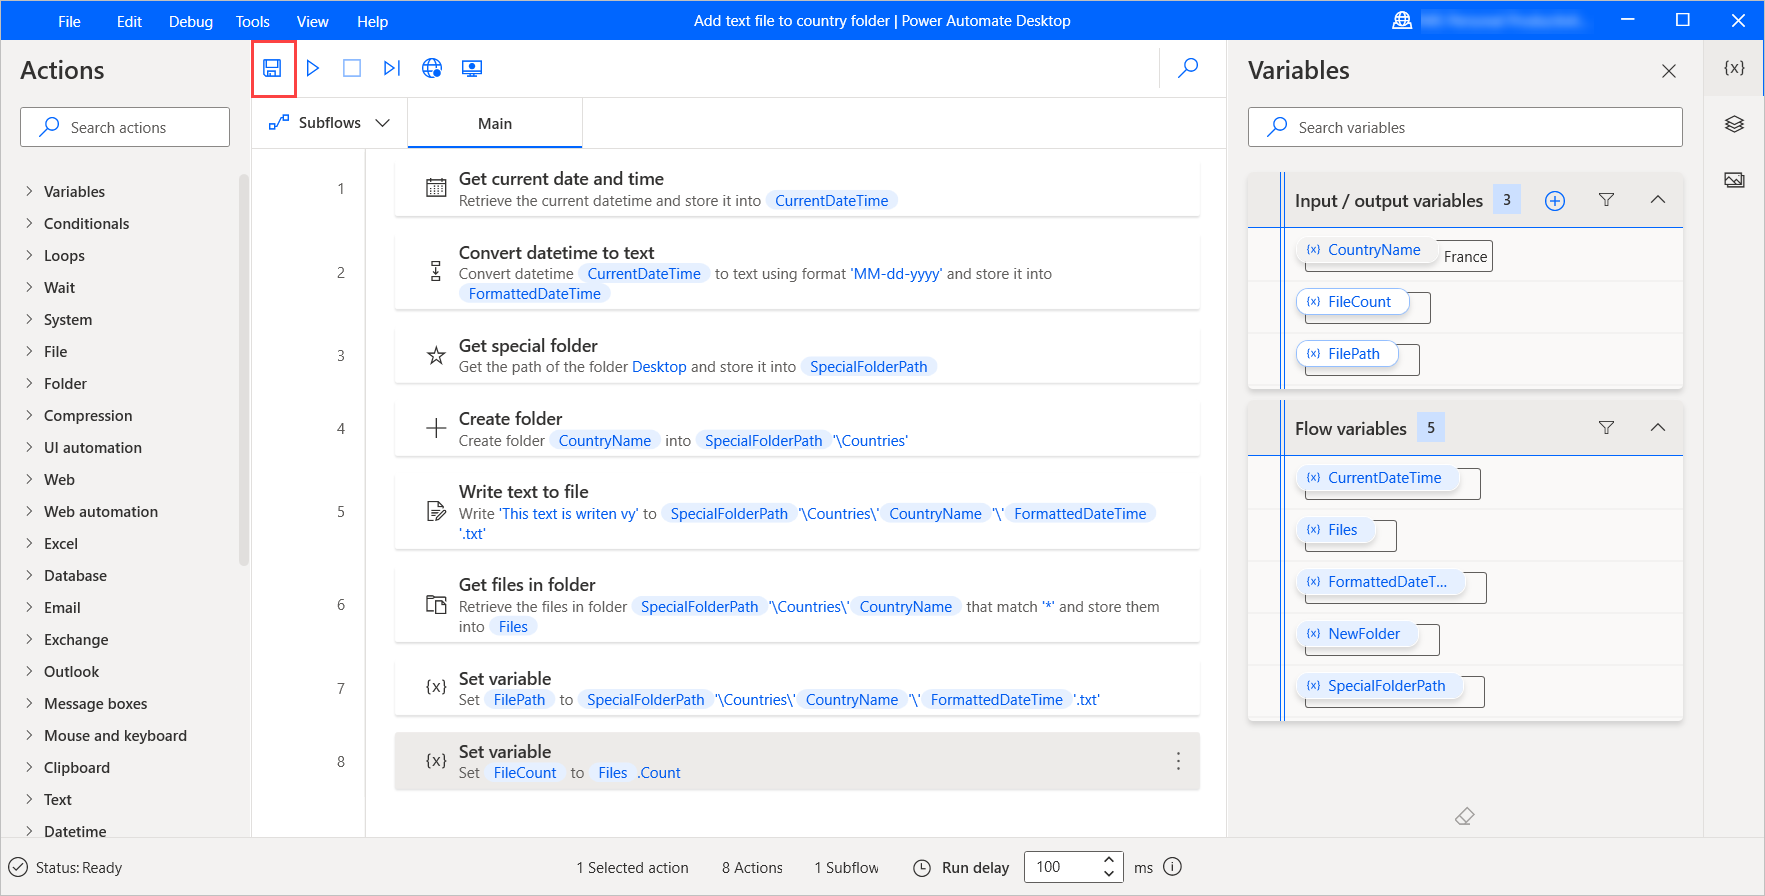 File Edit Debug Tools View Help
Add text file to country folder | Power Automate Desktop
Actions
Search actions
Variables
Conditionals
Loops
Wait
System
File
Folder
Compression
UI automation
Web
Web automation
Excel
Database
Email
Exchange
Outlook
Message boxes
Mouse and keyboard
Clipboard
Text
Datetime
Subflows
Main
1
Get current date and time
Retrieve the current datetime and store it into CurrentDateTime
2
Convert datetime to text
Convert datetime CurrentDateTime to text using format 'MM-dd-yyyy' and store it into
FormattedDateTime
3
Get special folder
Get the path of the folder Desktop and store it into SpecialFolderPath
4
Create folder
Create folder CountryName into SpecialFolderPath '\Countries'
5
Write text to file
Write 'This text is writen vy' to SpecialFolderPath '\Countries\' CountryName '\' FormattedDateTime
'.txt'
6
Get files in folder
Retrieve the files in folder SpecialFolderPath '\Countries\' CountryName that match '*' and store them
into Files
7
{x}
Set variable
Set FilePath to SpecialFolderPath '\Countries\' CountryName '\' FormattedDateTime '.txt'
8
{x}
Set variable
Set FileCount to Files .Count
Variables
{x}
Search variables
Input / output variables 3
{x} CountryName France
{x} FileCount
{x} FilePath
Flow variables 5
{x} CurrentDateTime
{x} Files
{x} FormattedDateT...
{x} NewFolder
{x} SpecialFolderPath
Status: Ready
1 Selected action
8 Actions
1 Subflow
Run delay
100
ms